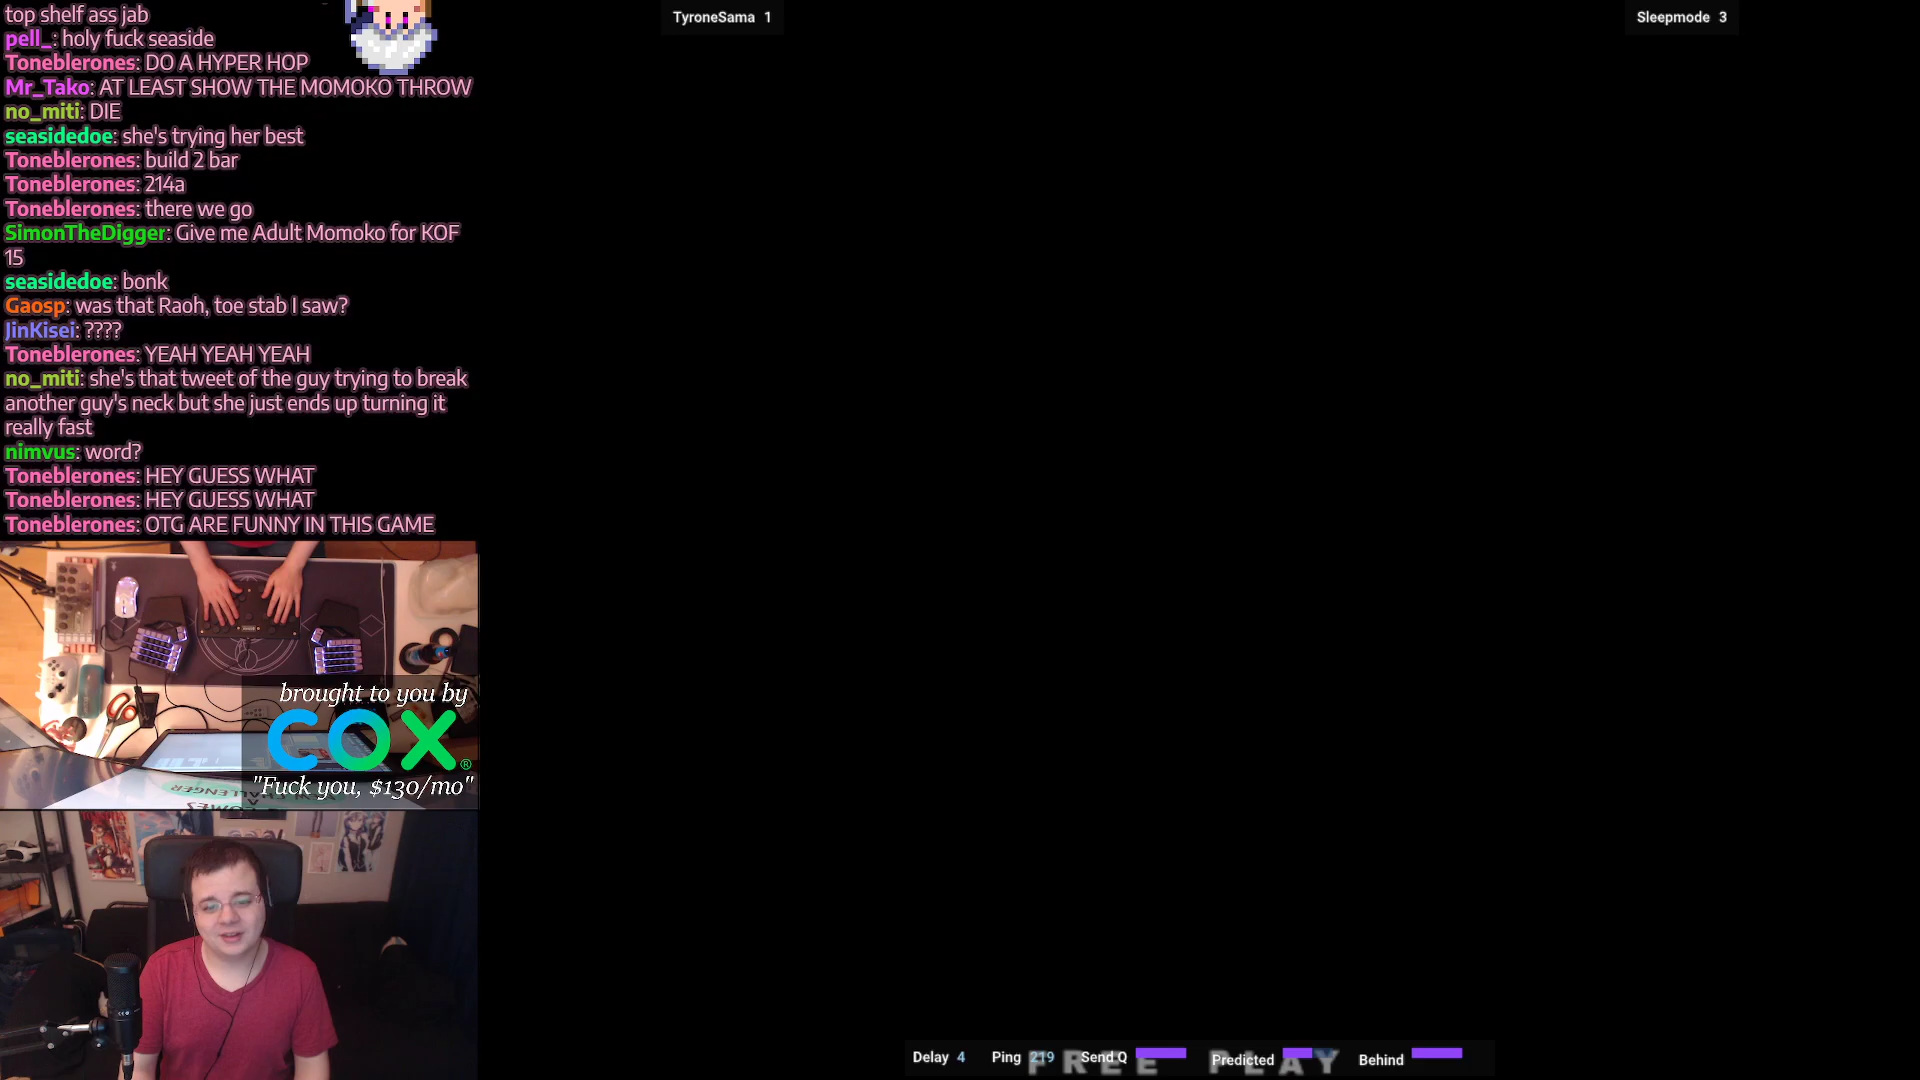 top shelf ass jab
pell_: holy fuck seaside
Toneblerones: DO A HYPER HOP
Mr_Tako: AT LEAST SHOW THE MOMOKO THROW
no_miti: DIE
seasidedoe: she's trying her best
Toneblerones: build 2 bar
Toneblerones: 214a
Toneblerones: there we go
SimonTheDigger: Give me Adult Momoko for KOF
15
seasidedoe: bonk
Gaosp: was that Raoh, toe stab I saw?
JinKisei: ????
Toneblerones: YEAH YEAH YEAH
no_miti: she's that tweet of the guy trying to break
another guy's neck but she just ends up turning it
really fast
nimvus: word?
Toneblerones: HEY GUESS WHAT
Toneblerones: HEY GUESS WHAT
Toneblerones: OTG ARE FUNNY IN THIS GAME
brought to you by
COX®
"Fuck you, $130/mo"
TyroneSama 1
Sleepmode 3
Delay 4 Ping 219 Send Q Predicted Behind
FREE PLAY